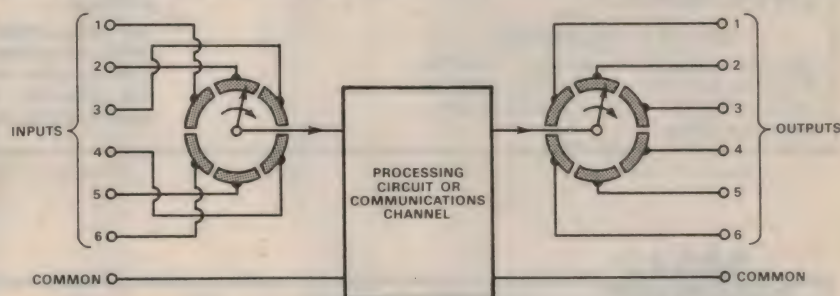 1
2
3
4
5
6
INPUTS
COMMON
PROCESSING
CIRCUIT OR
COMMUNICATIONS
CHANNEL
1
2
3
4
5
6
OUTPUTS
COMMON